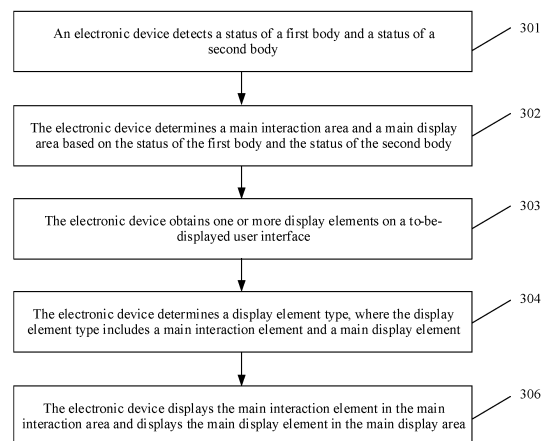 An electronic device detects a status of a first body and a status of a
second body
301
The electronic device determines a main interaction area and a main display
area based on the status of the first body and the status of the second body
302
The electronic device obtains one or more display elements on a to-be-
displayed user interface
303
The electronic device determines a display element type, where the display
element type includes a main interaction element and a main display element
304
The electronic device displays the main interaction element in the main
interaction area and displays the main display element in the main display area
306